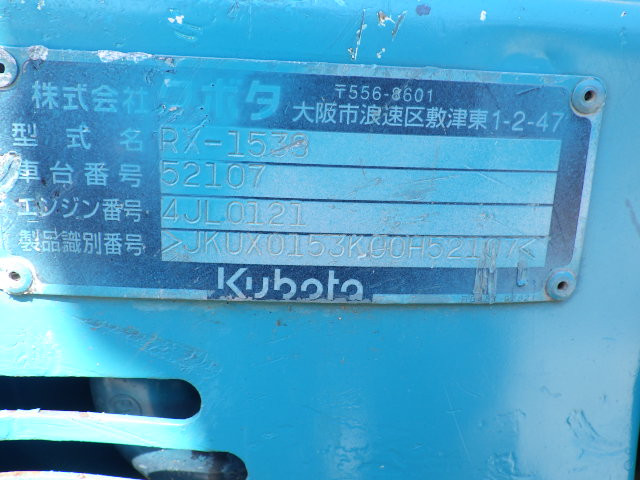 株式会社クボタ
〒556-8601
大阪市浪速区敷津東1-2-47
型式名 RX-153S
車台番号 52107
エンジン番号 4JL0121
製品識別番号 >JKUX0153K00H52107<
Kubota